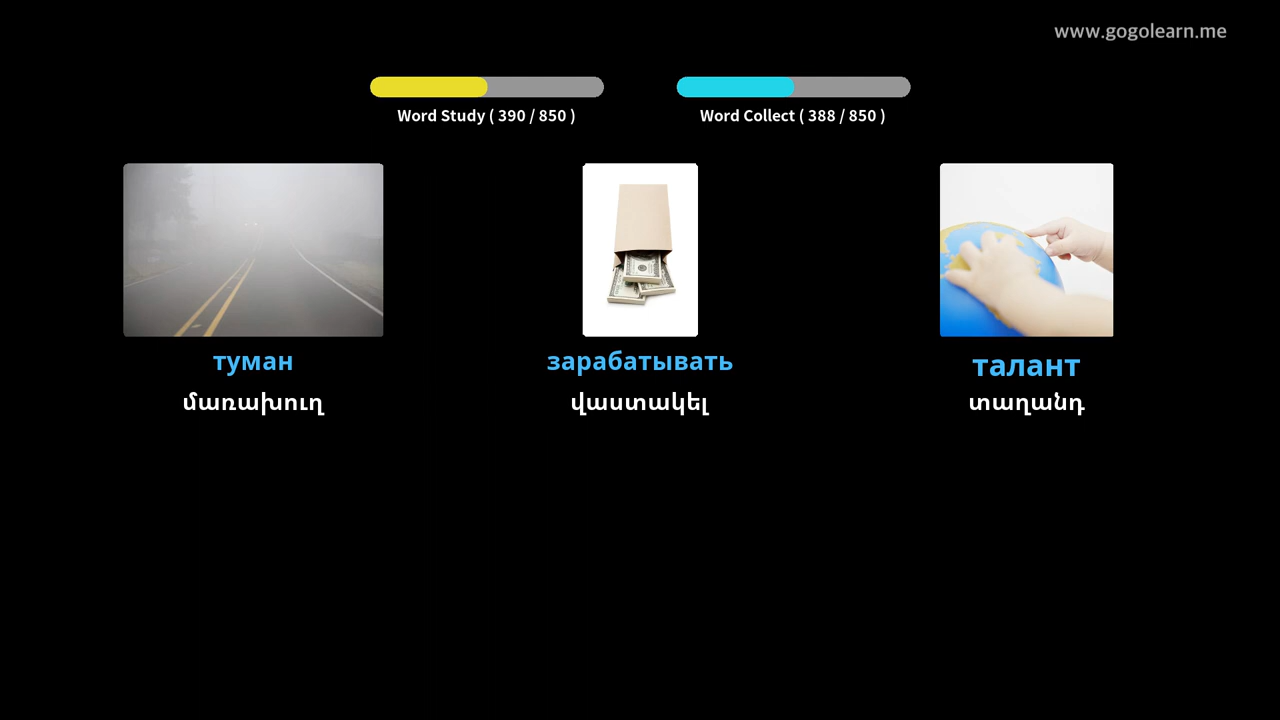 www.gogolearn.me
Word Study ( 390 / 850 )
Word Collect ( 388 / 850 )
туман
зарабатывать
талант
մառախուղ
վաստակել
տաղանդ